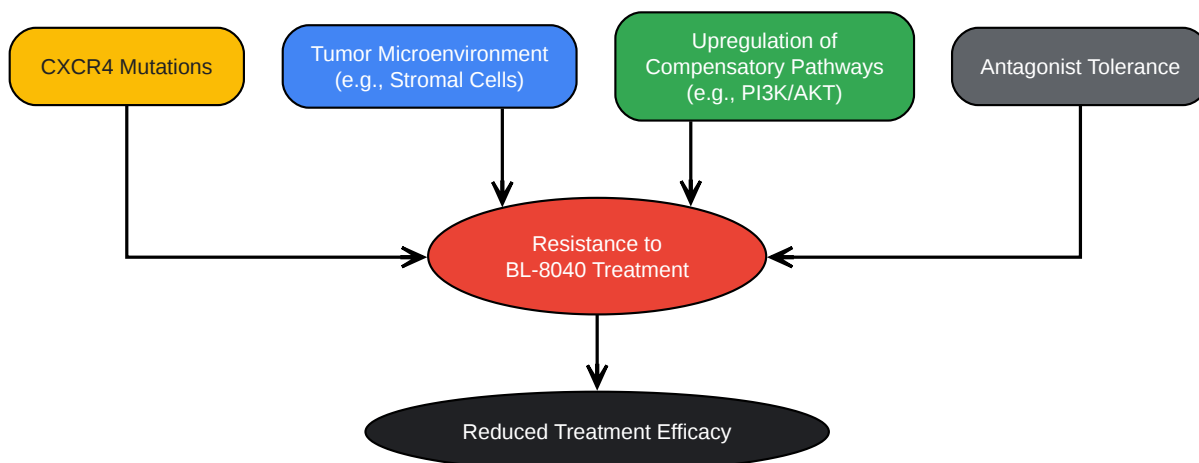 CXCR4 Mutations
Tumor Microenvironment
(e.g., Stromal Cells)
Upregulation of
Compensatory Pathways
(e.g., PI3K/AKT)
Antagonist Tolerance
Resistance to
BL-8040 Treatment
Reduced Treatment Efficacy